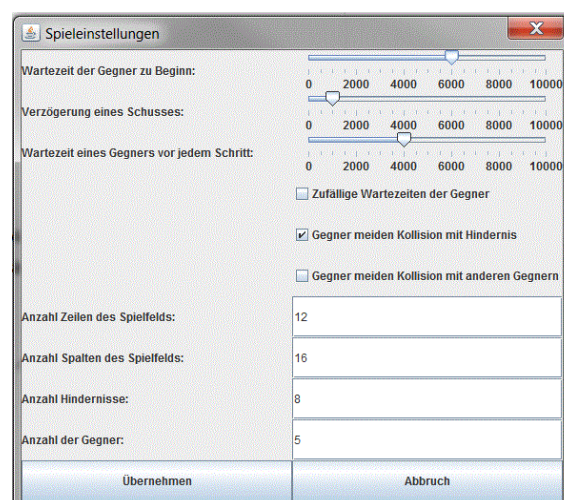 Spieleinstellungen
Wartezeit der Gegner zu Beginn:
0 2000 4000 6000 8000 10000
Verzögerung eines Schusses:
0 2000 4000 6000 8000 10000
Wartezeit eines Gegners vor jedem Schritt:
0 2000 4000 6000 8000 10000
Zufällige Wartezeiten der Gegner
Gegner meiden Kollision mit Hindernis
Gegner meiden Kollision mit anderen Gegnern
Anzahl Zeilen des Spielfelds: 12
Anzahl Spalten des Spielfelds: 16
Anzahl Hindernisse: 8
Anzahl der Gegner: 5
Übernehmen Abbruch